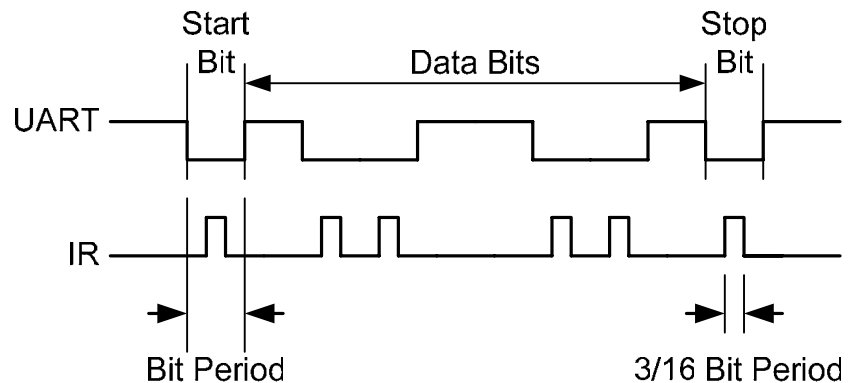 Start
Bit
Stop
Bit
Data Bits
UART
IR
Bit Period
3/16 Bit Period